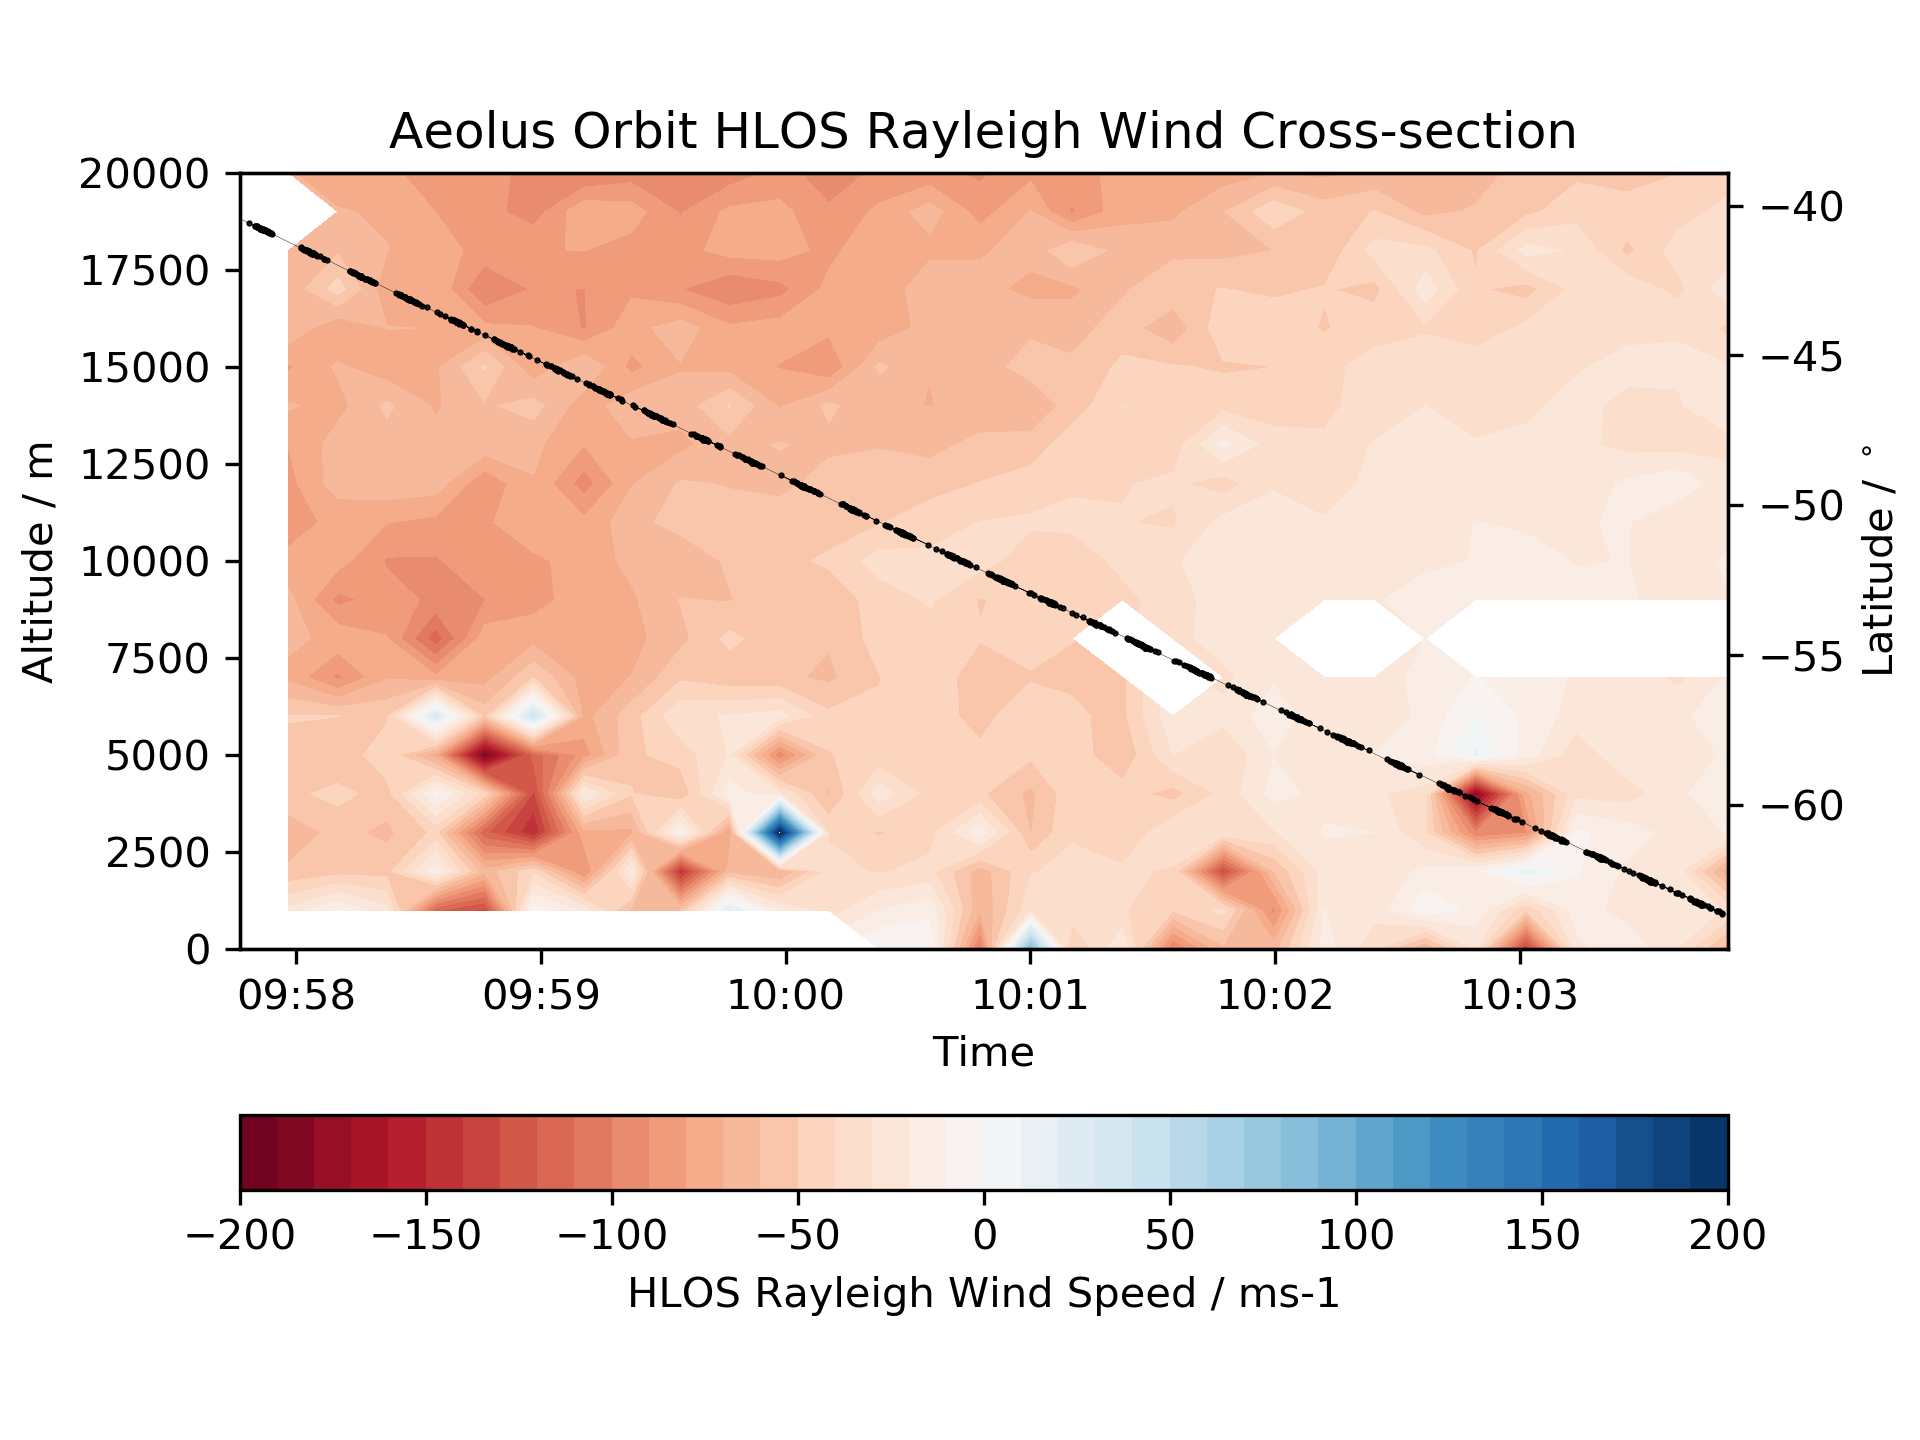 Aeolus Orbit HLOS Rayleigh Wind Cross-section
20000
17500
15000
12500
10000
7500
5000
2500
0
Altitude / m
−40
−45
−50
−55
−60
Latitude / °
09:58 09:59 10:00 10:01 10:02 10:03
Time
−200 −150 −100 −50 0 50 100 150 200
HLOS Rayleigh Wind Speed / ms-1